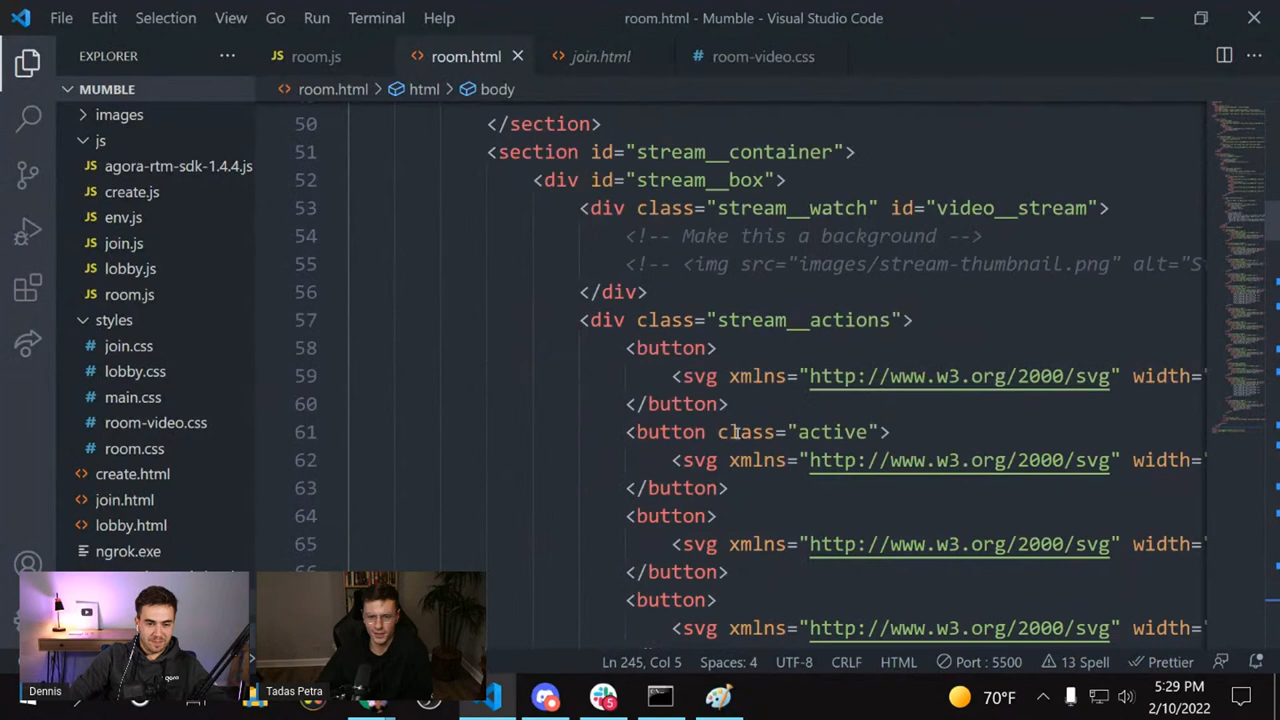 File Edit Selection View Go Run Terminal Help
room.html - Mumble - Visual Studio Code
EXPLORER
room.js
room.html
join.html
room-video.css
MUMBLE
room.html
html
body
images
js
agora-rtm-sdk-1.4.4.js
create.js
env.js
join.js
lobby.js
room.js
styles
join.css
lobby.css
main.css
room-video.css
room.css
create.html
join.html
lobby.html
ngrok.exe
50 </section>
51 <section id="stream__container">
52 <div id="stream__box">
53 <div class="stream__watch" id="video__stream">
54 <!-- Make this a background -->
55 <!-- <img src="images/stream-thumbnail.png" alt="S
56 </div>
57 <div class="stream__actions">
58 <button>
59 <svg xmlns="http://www.w3.org/2000/svg" width="
60 </button>
61 <button class="active">
62 <svg xmlns="http://www.w3.org/2000/svg" width="
63 </button>
64 <button>
65 <svg xmlns="http://www.w3.org/2000/svg" width="
66 </button>
<button>
<svg xmlns="http://www.w3.org/2000/svg" width="
Ln 245, Col 5 Spaces: 4 UTF-8 CRLF HTML Port : 5500 13 Spell Prettier
Dennis
Tadas Petra
5
70°F
5:29 PM
2/10/2022